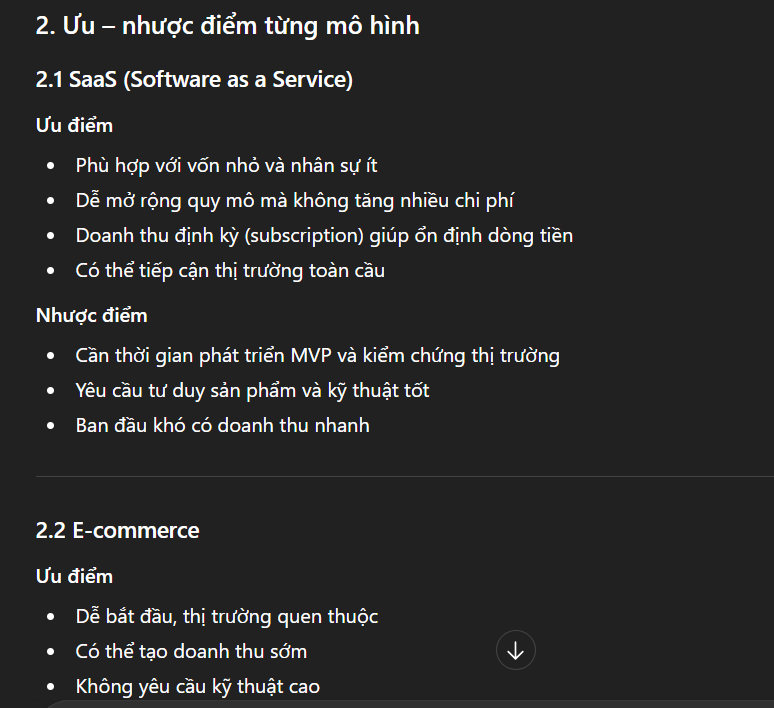 2. Ưu – nhược điểm từng mô hình
2.1 SaaS (Software as a Service)
Ưu điểm
• Phù hợp với vốn nhỏ và nhân sự ít
• Dễ mở rộng quy mô mà không tăng nhiều chi phí
• Doanh thu định kỳ (subscription) giúp ổn định dòng tiền
• Có thể tiếp cận thị trường toàn cầu
Nhược điểm
• Cần thời gian phát triển MVP và kiểm chứng thị trường
• Yêu cầu tư duy sản phẩm và kỹ thuật tốt
• Ban đầu khó có doanh thu nhanh
2.2 E-commerce
Ưu điểm
• Dễ bắt đầu, thị trường quen thuộc
• Có thể tạo doanh thu sớm
• Không yêu cầu kỹ thuật cao